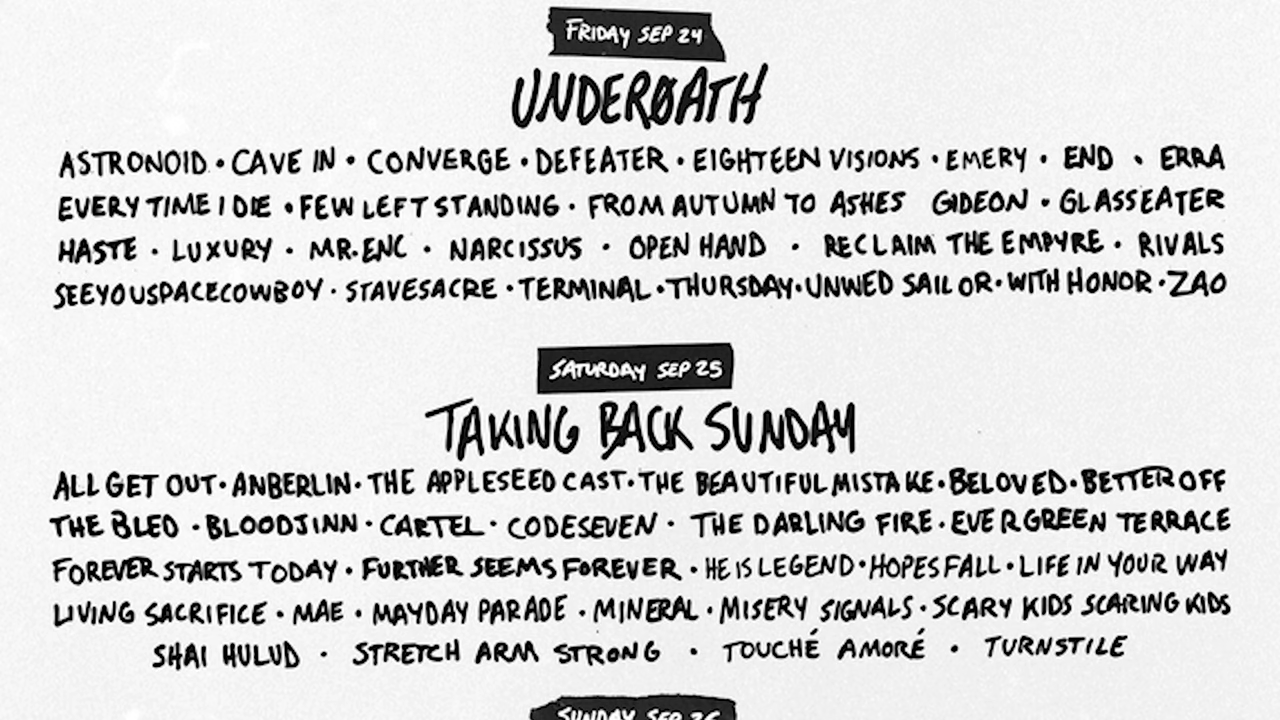 FRIDAY SEP 24
UNDERØATH
ASTRONOID • CAVE IN • CONVERGE • DEFEATER • EIGHTEEN VISIONS • EMERY • END • ERRA
EVERY TIME I DIE • FEW LEFT STANDING • FROM AUTUMN TO ASHES GIDEON • GLASSEATER
HASTE • LUXURY • MR. ENC • NARCISSUS • OPEN HAND • RECLAIM THE EMPYRE • RIVALS
SEEYOUSPACECOWBOY • STAVESACRE • TERMINAL • THURSDAY • UNWED SAILOR • WITH HONOR • ZAO
SATURDAY SEP 25
TAKING BACK SUNDAY
ALL GET OUT • ANBERLIN • THE APPLESEED CAST • THE BEAUTIFUL MISTAKE • BELOVED • BETTER OFF
THE BLED • BLOODJINN • CARTEL • CODESEVEN • THE DARLING FIRE • EVERGREEN TERRACE
FOREVER STARTS TODAY • FURTHER SEEMS FOREVER • HE IS LEGEND • HOPESFALL • LIFE IN YOUR WAY
LIVING SACRIFICE • MAE • MAYDAY PARADE • MINERAL • MISERY SIGNALS • SCARY KIDS SCARING KIDS
SHAI HULUD • STRETCH ARM STRONG • TOUCHÉ AMORÉ • TURNSTILE
SUNDAY SEP 26